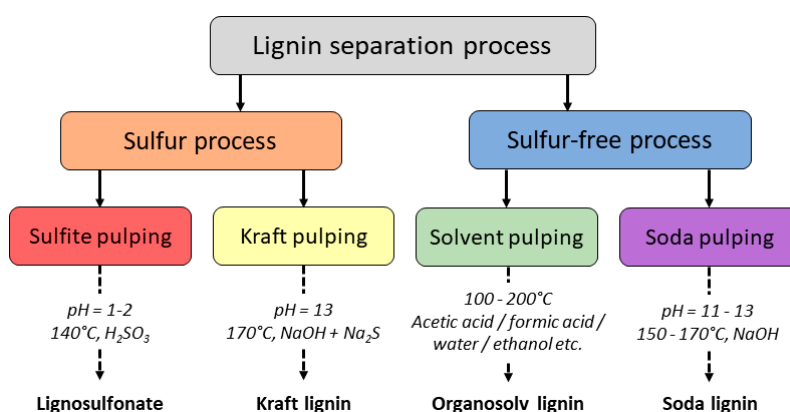 Lignin separation process
Sulfur process
Sulfur-free process
Sulfite pulping
Kraft pulping
Solvent pulping
Soda pulping
pH = 1-2
140°C, H₂SO₃
pH = 13
170°C, NaOH + Na₂S
100 - 200°C
Acetic acid / formic acid /
water / ethanol etc.
pH = 11 - 13
150 - 170°C, NaOH
Lignosulfonate
Kraft lignin
Organosolv lignin
Soda lignin